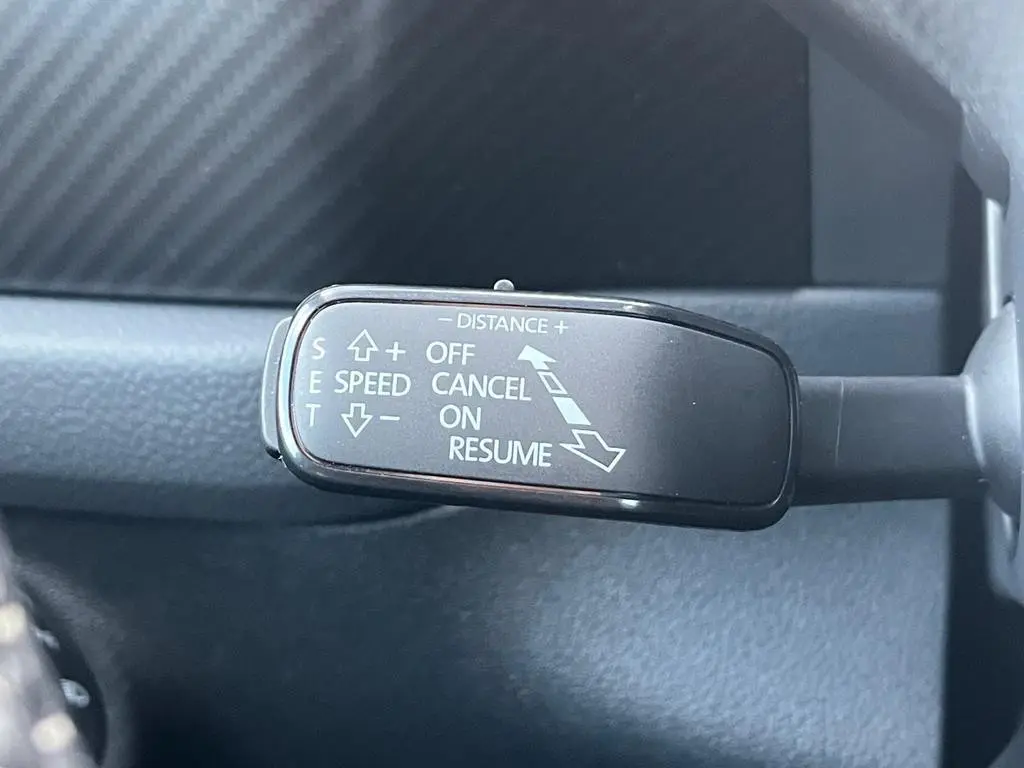 − DISTANCE +
S + OFF
E SPEED CANCEL
T − ON
RESUME